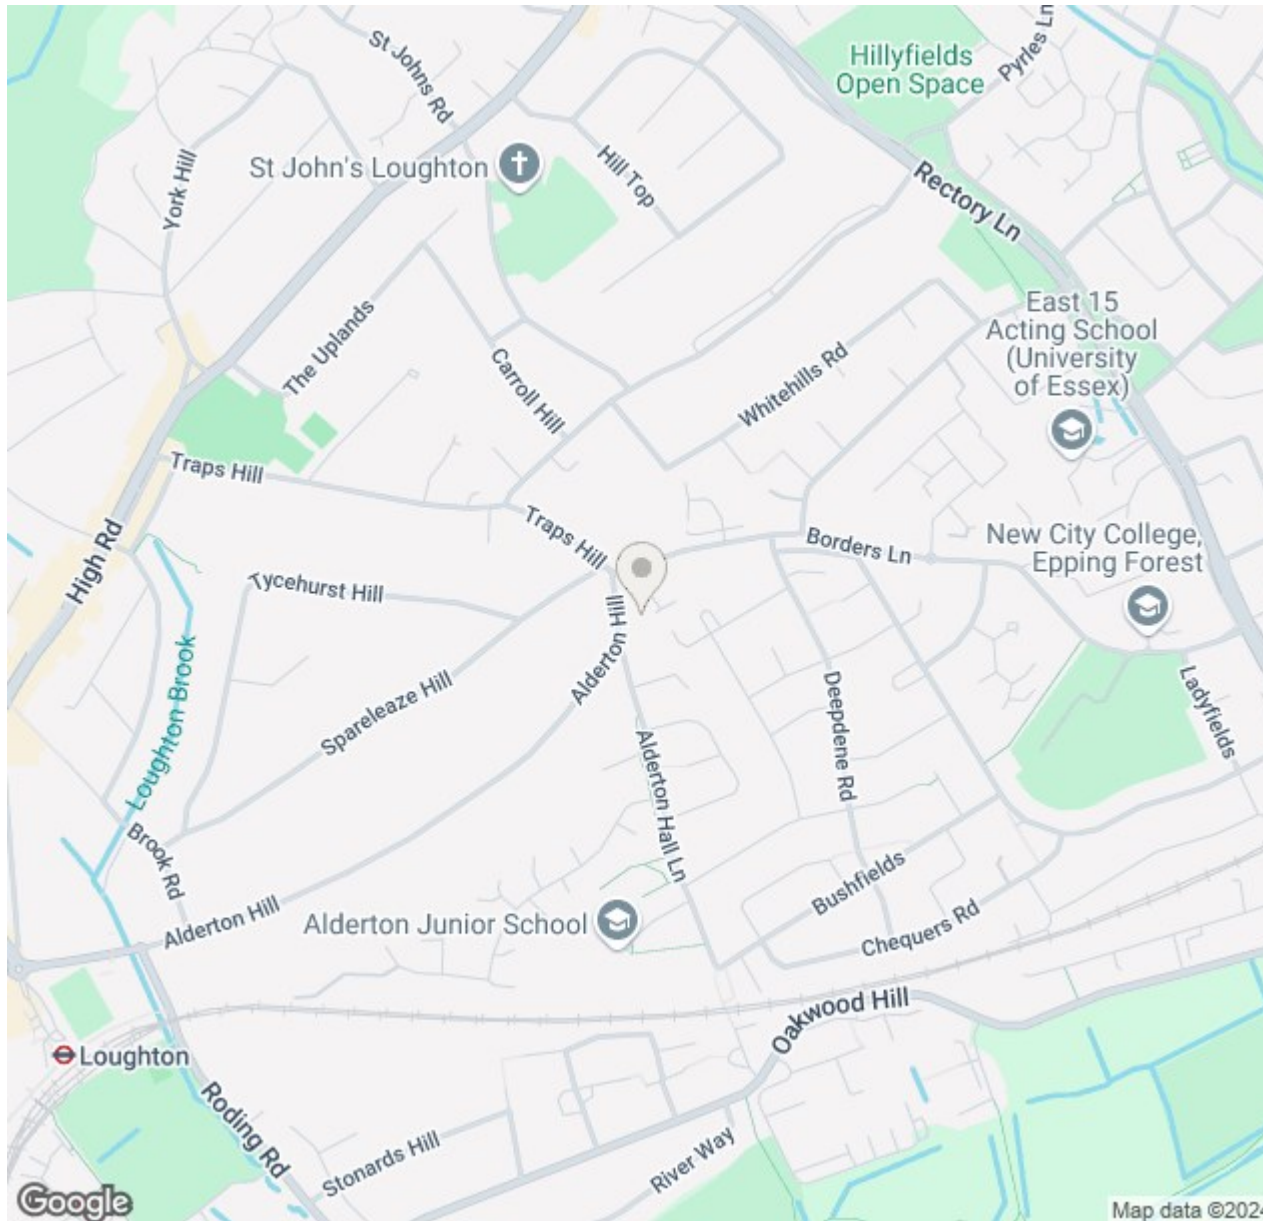 St Johns Rd
Hillyfields
Open Space
Pyrles Ln
York Hill
St John's Loughton
Hill Top
Rectory Ln
The Uplands
Carroll Hill
Whitehills Rd
East 15
Acting School
(University
of Essex)
Traps Hill
High Rd
Traps Hill
Borders Ln
New City College,
Epping Forest
Tycehurst Hill
Alderton Hill
Spareleaze Hill
Loughton Brook
Deepdene Rd
Ladyfields
Alderton Hall Ln
Brook Rd
Bushfields
Alderton Hill
Alderton Junior School
Chequers Rd
Oakwood Hill
Loughton
Roding Rd
Stonards Hill
River Way
Google
Map data ©2024